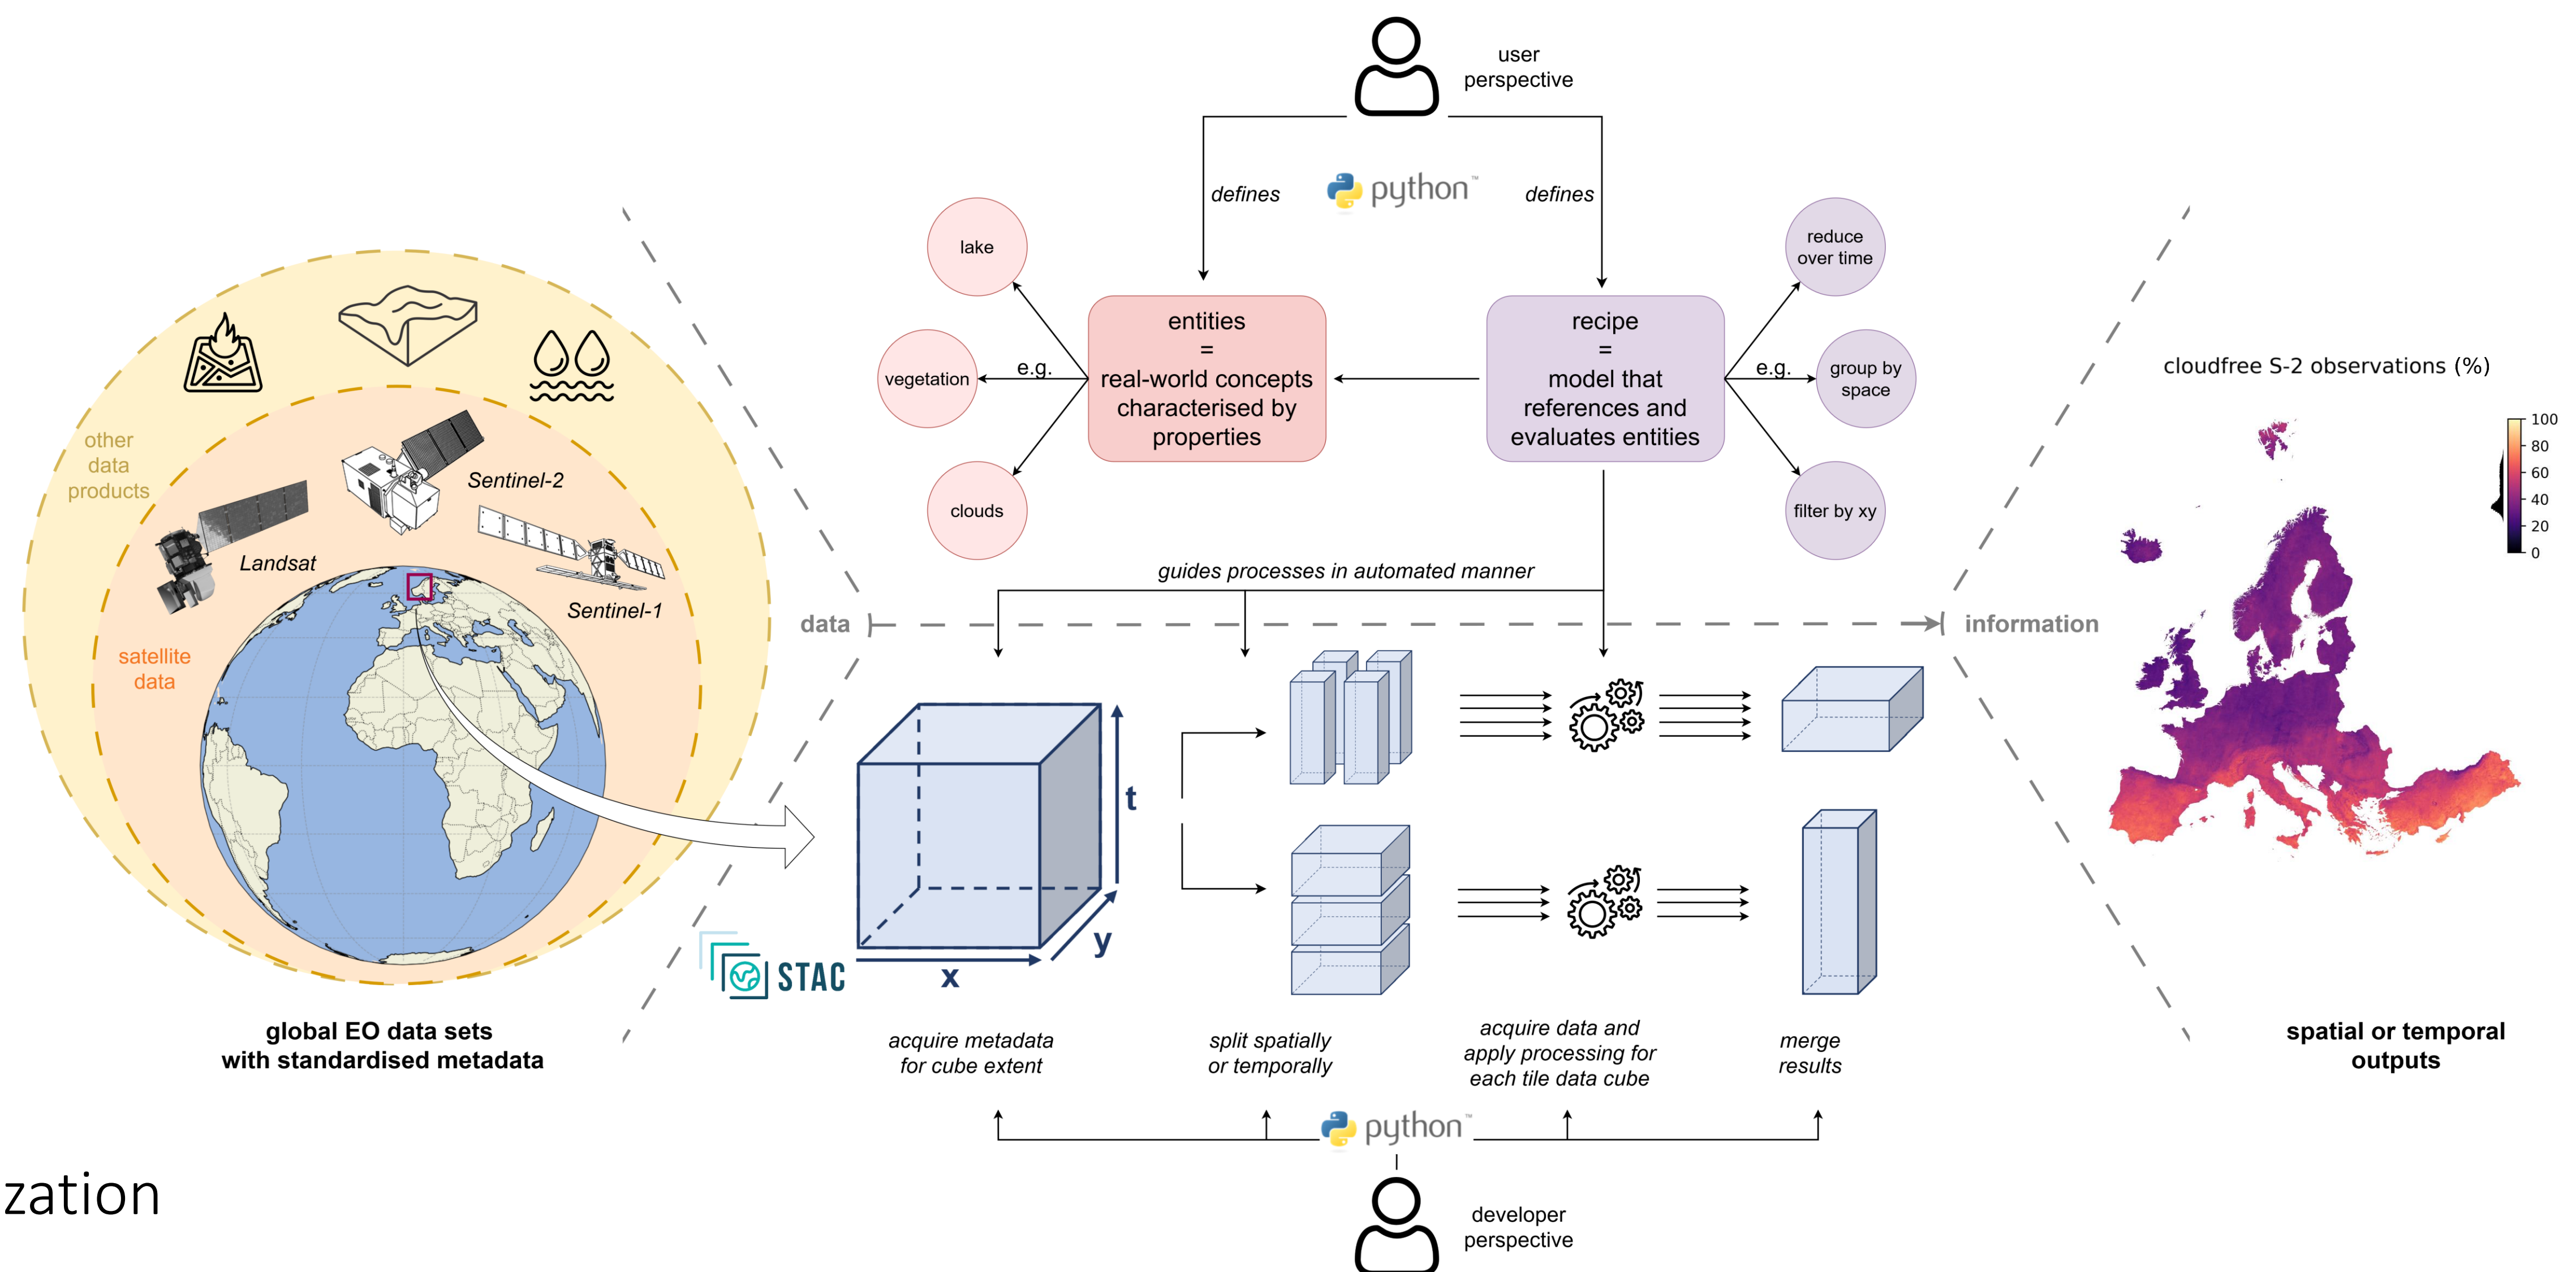 user
perspective
python™
defines
defines
lake
vegetation
clouds
e.g.
entities
=
real-world concepts
characterised by
properties
recipe
=
model that
references and
evaluates entities
e.g.
reduce
over time
group by
space
filter by xy
guides processes in automated manner
other
data
products
Sentinel-2
Landsat
Sentinel-1
satellite
data
global EO data sets
with standardised metadata
data
information
STAC
t
y
x
acquire metadata
for cube extent
split spatially
or temporally
acquire data and
apply processing for
each tile data cube
merge
results
python™
developer
perspective
cloudfree S-2 observations (%)
100
80
60
40
20
0
spatial or temporal
outputs
zation